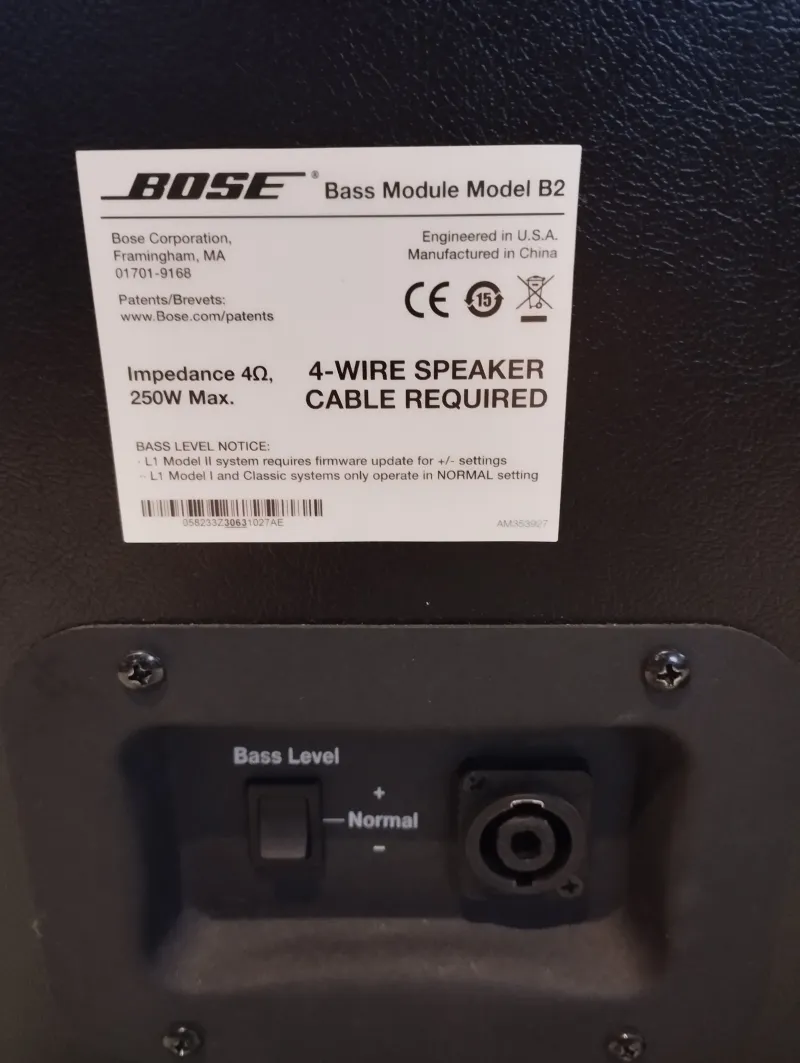 BOSE® Bass Module Model B2
Bose Corporation,
Framingham, MA
01701-9168
Engineered in U.S.A.
Manufactured in China
Patents/Brevets:
www.Bose.com/patents
CE 15
Impedance 4Ω,
250W Max.
4-WIRE SPEAKER
CABLE REQUIRED
BASS LEVEL NOTICE:
- L1 Model II system requires firmware update for +/- settings
- L1 Model I and Classic systems only operate in NORMAL setting
058233Z30631027AE
AM353927
Bass Level
+
Normal
-